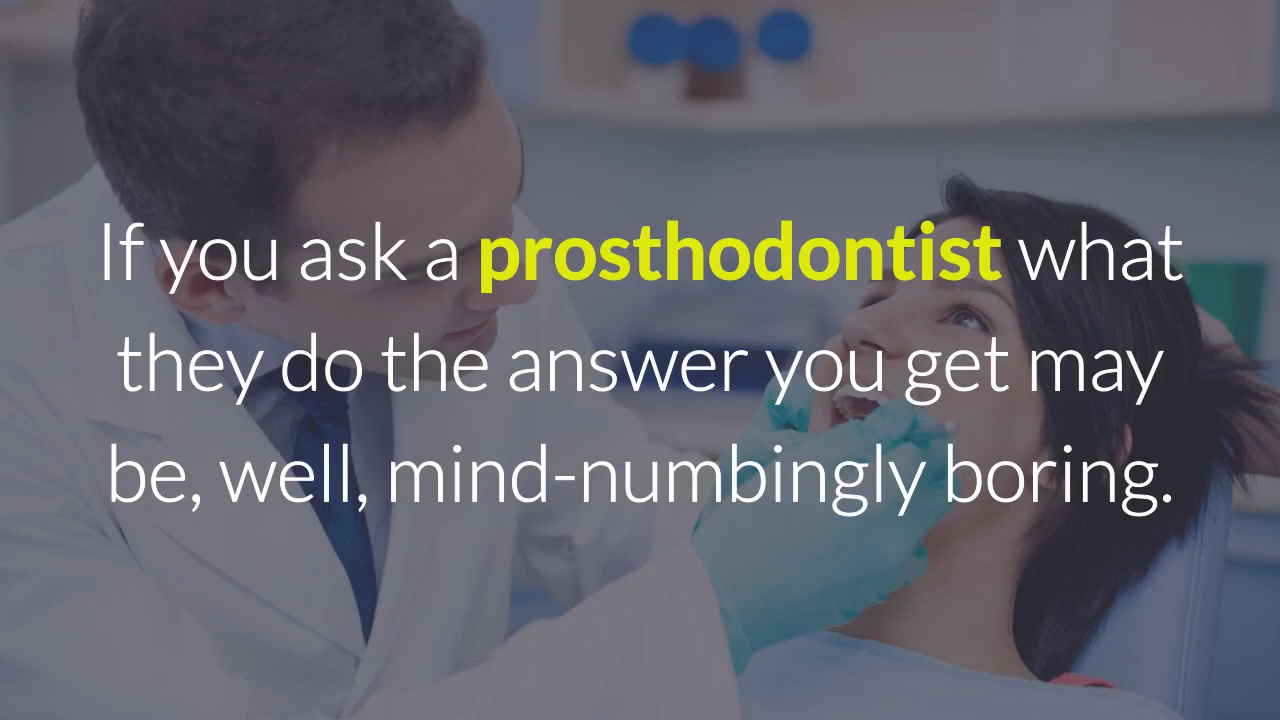 If you ask a prosthodontist what
they do the answer you get may
be, well, mind-numbingly boring.